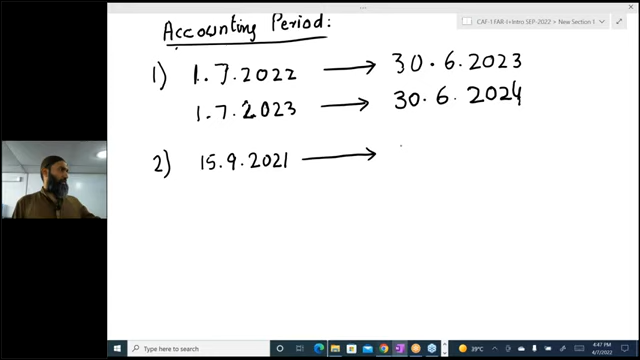 CAF-1 FAR-I+Intro SEP-2022 > New Section 1
Accounting Period:
1) 1.7.2022 → 30.6.2023
1.7.2023 → 30.6.2024
2) 15.9.2021 →
Type here to search
39°C
4:47 PM
4/7/2022